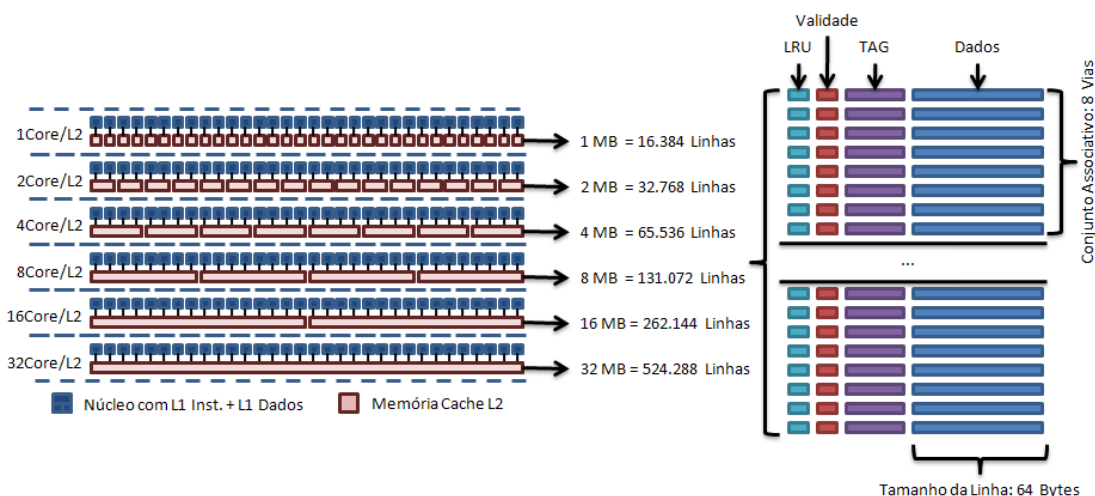 Validade
LRU
TAG
Dados
1Core/L2
1 MB = 16.384 Linhas
2Core/L2
2 MB = 32.768 Linhas
4Core/L2
4 MB = 65.536 Linhas
8Core/L2
8 MB = 131.072 Linhas
16Core/L2
16 MB = 262.144 Linhas
32Core/L2
32 MB = 524.288 Linhas
...
Conjunto Associativo: 8 Vias
Núcleo com L1 Inst. + L1 Dados
Memória Cache L2
Tamanho da Linha: 64 Bytes